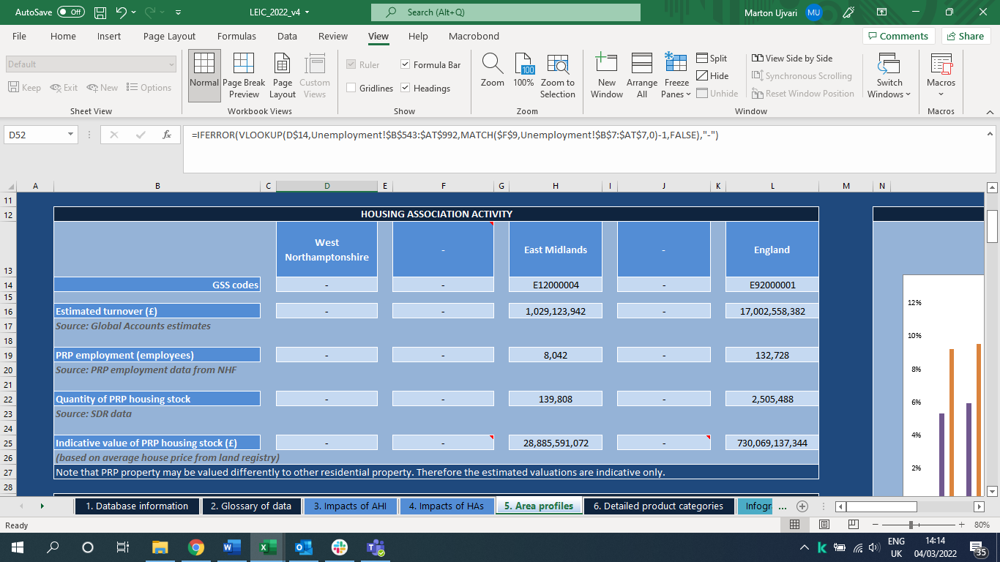 AutoSave Off LEIC_2022_v4 Search (Alt+Q) Marton Ujvari MU
File Home Insert Page Layout Formulas Data Review View Help Macrobond Comments Share
Default
Keep Exit New Options
Sheet View
Normal Page Break Preview Page Layout Custom Views
Workbook Views
Ruler Formula Bar
Gridlines Headings
Show
Zoom 100 100% Zoom to Selection
Zoom
New Window Arrange All Freeze Panes
Split
Hide
Unhide
View Side by Side
Synchronous Scrolling
Reset Window Position
Switch Windows
Window
Macros
Macros
D52 fx =IFERROR(VLOOKUP(D$14,Unemployment!$B$543:$AT$992,MATCH($F$9,Unemployment!$B$7:$AT$7,0)-1,FALSE),"-")
A B C D E F G H I J K L M N
11
12 HOUSING ASSOCIATION ACTIVITY
13 West Northamptonshire - East Midlands - England
14 GSS codes - - E12000004 - E92000001
15
16 Estimated turnover (£) - - 1,029,123,942 - 17,002,558,382
17 Source: Global Accounts estimates
18
19 PRP employment (employees) - - 8,042 - 132,728
20 Source: PRP employment data from NHF
21
22 Quantity of PRP housing stock - - 139,808 - 2,505,488
23 Source: SDR data
24
25 Indicative value of PRP housing stock (£) - - 28,885,591,072 - 730,069,137,344
26 (based on average house price from land registry)
27 Note that PRP property may be valued differently to other residential property. Therefore the estimated valuations are indicative only.
28
12%
10%
8%
6%
4%
2%
1. Database information 2. Glossary of data 3. Impacts of AHI 4. Impacts of HAs 5. Area profiles 6. Detailed product categories Infogr ...
Ready 80%
ENG 14:14
UK 04/03/2022 35